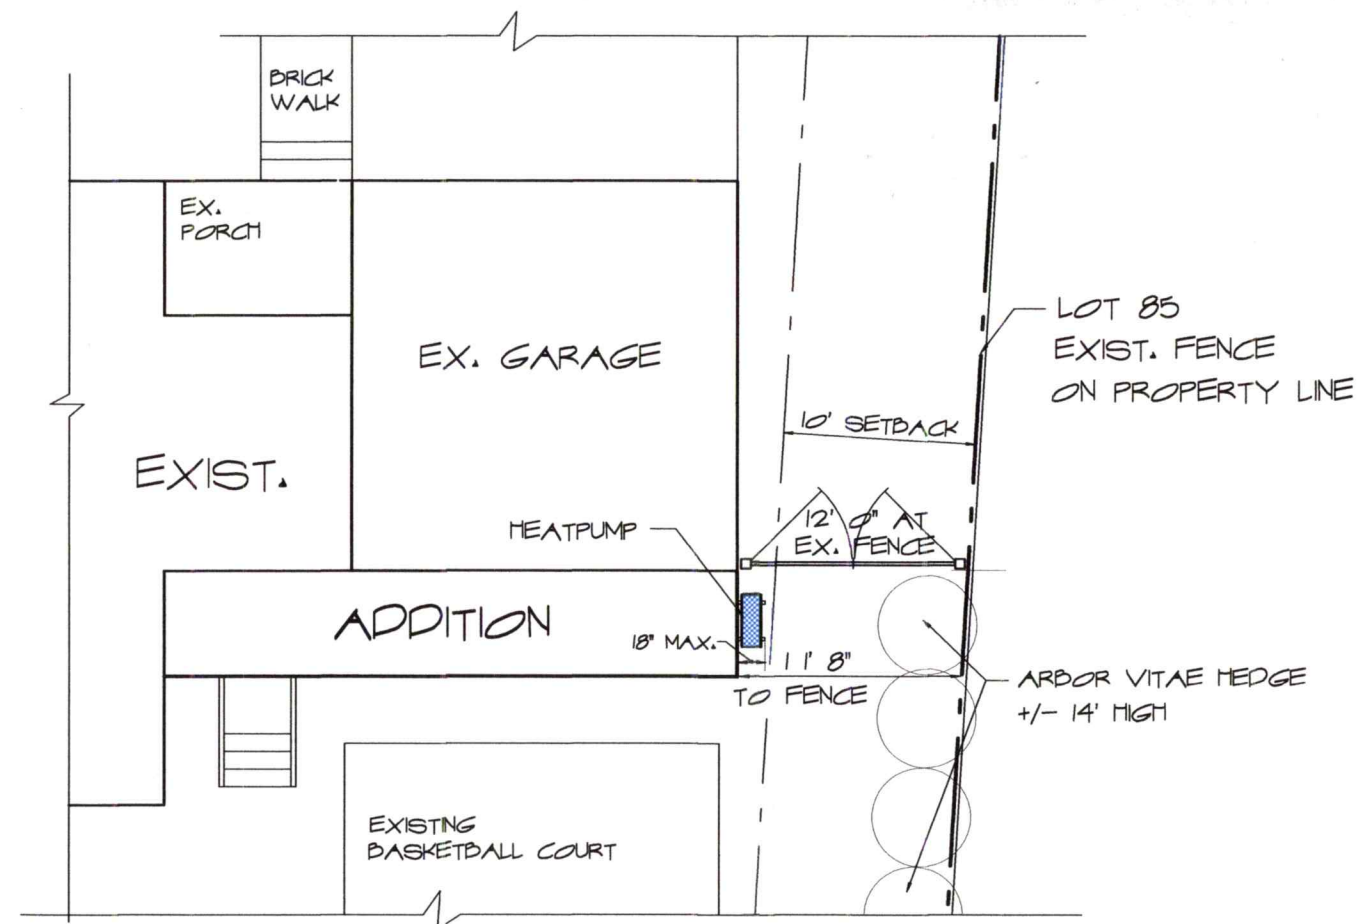 BRICK
WALK
EX.
PORCH
LOT 85
EXIST. FENCE
ON PROPERTY LINE
EX. GARAGE
10' SETBACK
EXIST.
12' 0" AT
EX. FENCE
HEATPUMP
ADDITION
18" MAX.
11' 8"
TO FENCE
ARBOR VITAE HEDGE
+/- 14' HIGH
EXISTING
BASKETBALL COURT